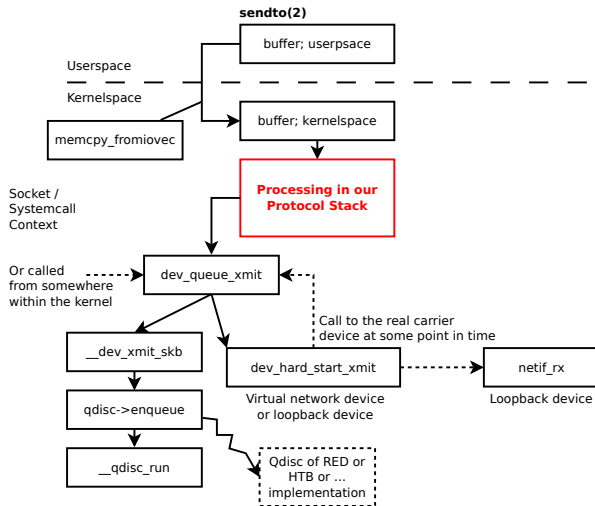 sendto(2)
buffer; userpsace
Userspace
Kernelspace
memcpy_fromiovec
buffer; kernelspace
Processing in our
Protocol Stack
Socket /
Systemcall
Context
Or called
from somewhere
within the kernel
dev_queue_xmit
Call to the real carrier
device at some point in time
__dev_xmit_skb
dev_hard_start_xmit
netif_rx
Virtual network device
or loopback device
Loopback device
qdisc->enqueue
__qdisc_run
Qdisc of RED or
HTB or ...
implementation